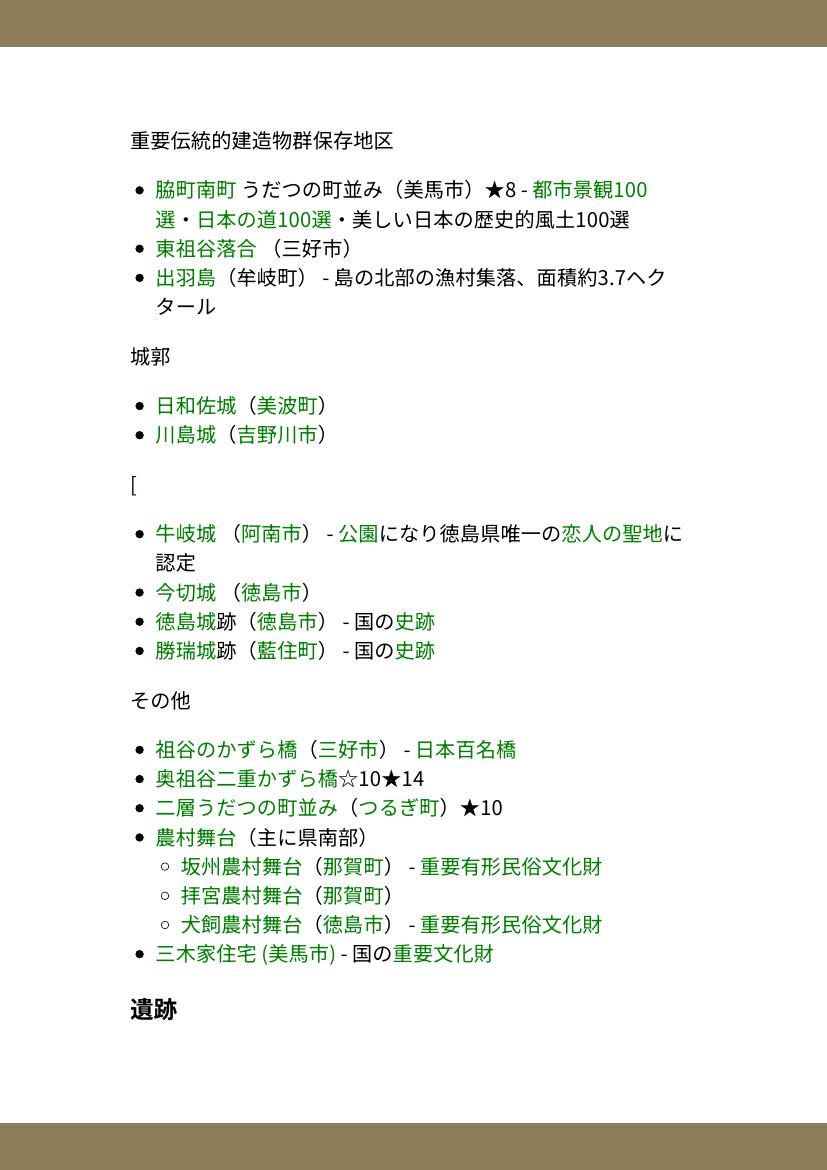 重要伝統的建造物群保存地区
• 脇町南町 うだつの町並み（美馬市）★8 - 都市景観100
選・日本の道100選・美しい日本の歴史的風土100選
• 東祖谷落合 （三好市）
• 出羽島（牟岐町） - 島の北部の漁村集落、面積約3.7ヘク
タール
城郭
• 日和佐城（美波町）
• 川島城（吉野川市）
[
• 牛岐城 （阿南市） - 公園になり徳島県唯一の恋人の聖地に
認定
• 今切城 （徳島市）
• 徳島城跡（徳島市） - 国の史跡
• 勝瑞城跡（藍住町） - 国の史跡
その他
• 祖谷のかずら橋（三好市） - 日本百名橋
• 奥祖谷二重かずら橋☆10★14
• 二層うだつの町並み（つるぎ町）★10
• 農村舞台（主に県南部）
◦ 坂州農村舞台（那賀町） - 重要有形民俗文化財
◦ 拝宮農村舞台（那賀町）
◦ 犬飼農村舞台（徳島市） - 重要有形民俗文化財
• 三木家住宅 (美馬市) - 国の重要文化財
遺跡